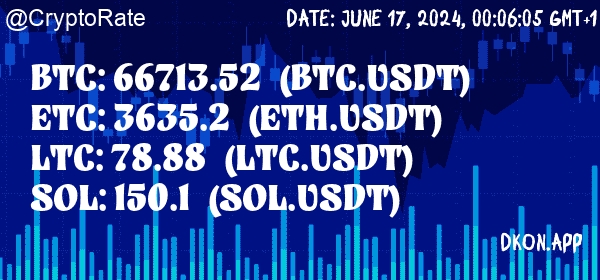 @CryptoRate
DATE: JUNE 17, 2024, 00:06:05 GMT+1
BTC: 66713.52 (BTC.USDT)
ETC: 3635.2 (ETH.USDT)
LTC: 78.88 (LTC.USDT)
SOL: 150.1 (SOL.USDT)
DKON.APP